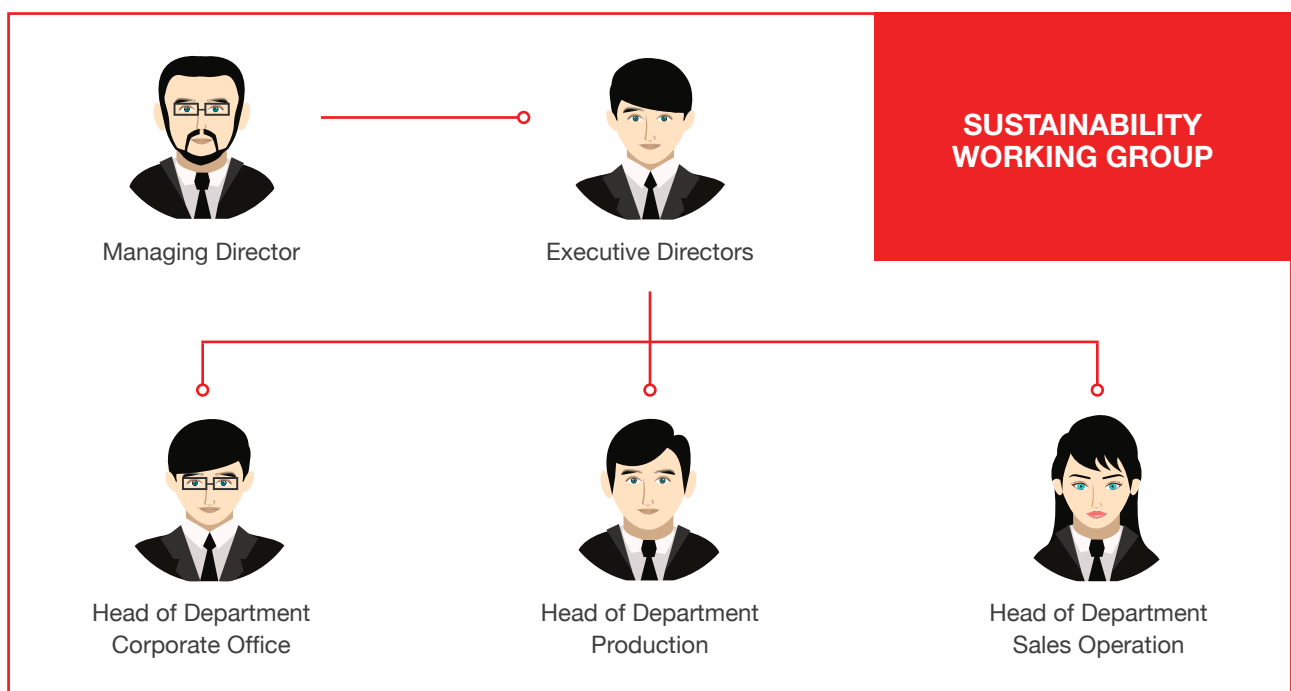 SUSTAINABILITY
WORKING GROUP
Managing Director
Executive Directors
Head of Department
Corporate Office
Head of Department
Production
Head of Department
Sales Operation